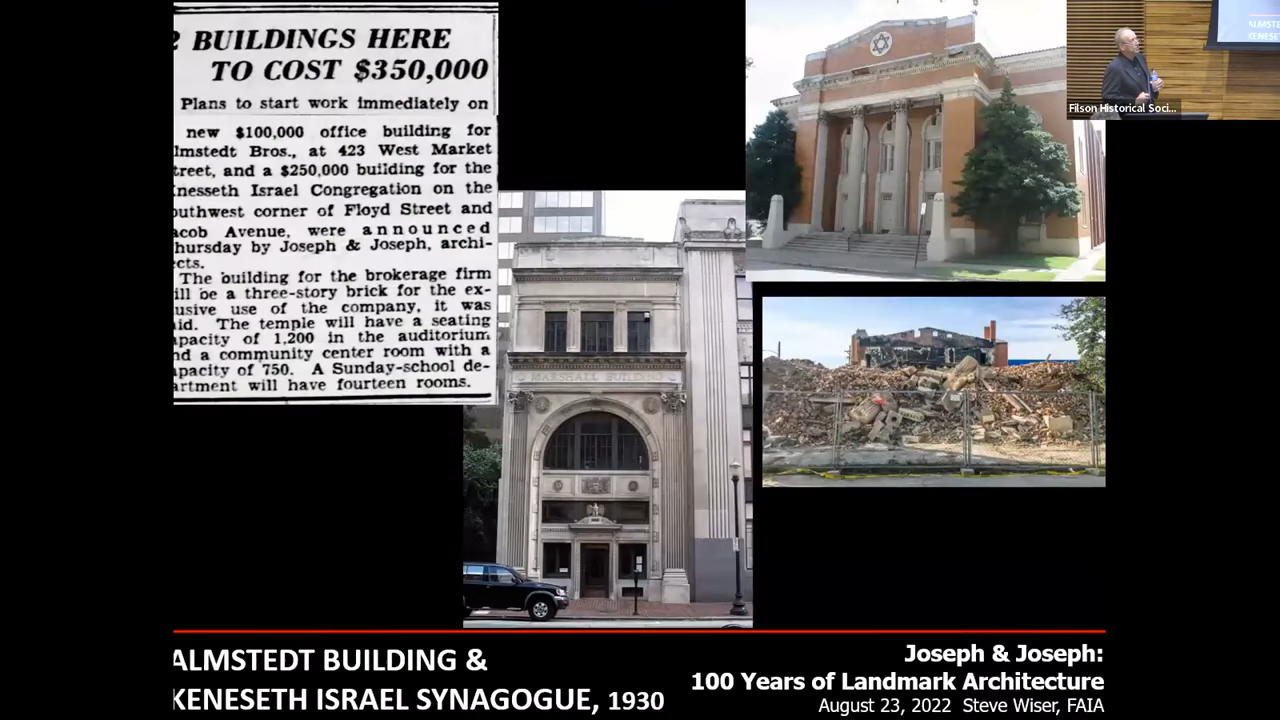 2 BUILDINGS HERE
TO COST $350,000
Plans to start work immediately on
new $100,000 office building for
lmstedt Bros., at 423 West Market
treet, and a $250,000 building for the
nesseth Israel Congregation on the
outhwest corner of Floyd Street and
acob Avenue, were announced
hursday by Joseph & Joseph, archi-
cts.
The building for the brokerage firm
ill be a three-story brick for the ex-
usive use of the company, it was
aid. The temple will have a seating
apacity of 1,200 in the auditorium
nd a community center room with a
apacity of 750. A Sunday-school de-
artment will have fourteen rooms.
MARSHALL BUILDING
ALMSTED
KENESET
Filson Historical Soci...
ALMSTEDT BUILDING &
KENESETH ISRAEL SYNAGOGUE, 1930
Joseph & Joseph:
100 Years of Landmark Architecture
August 23, 2022 Steve Wiser, FAIA